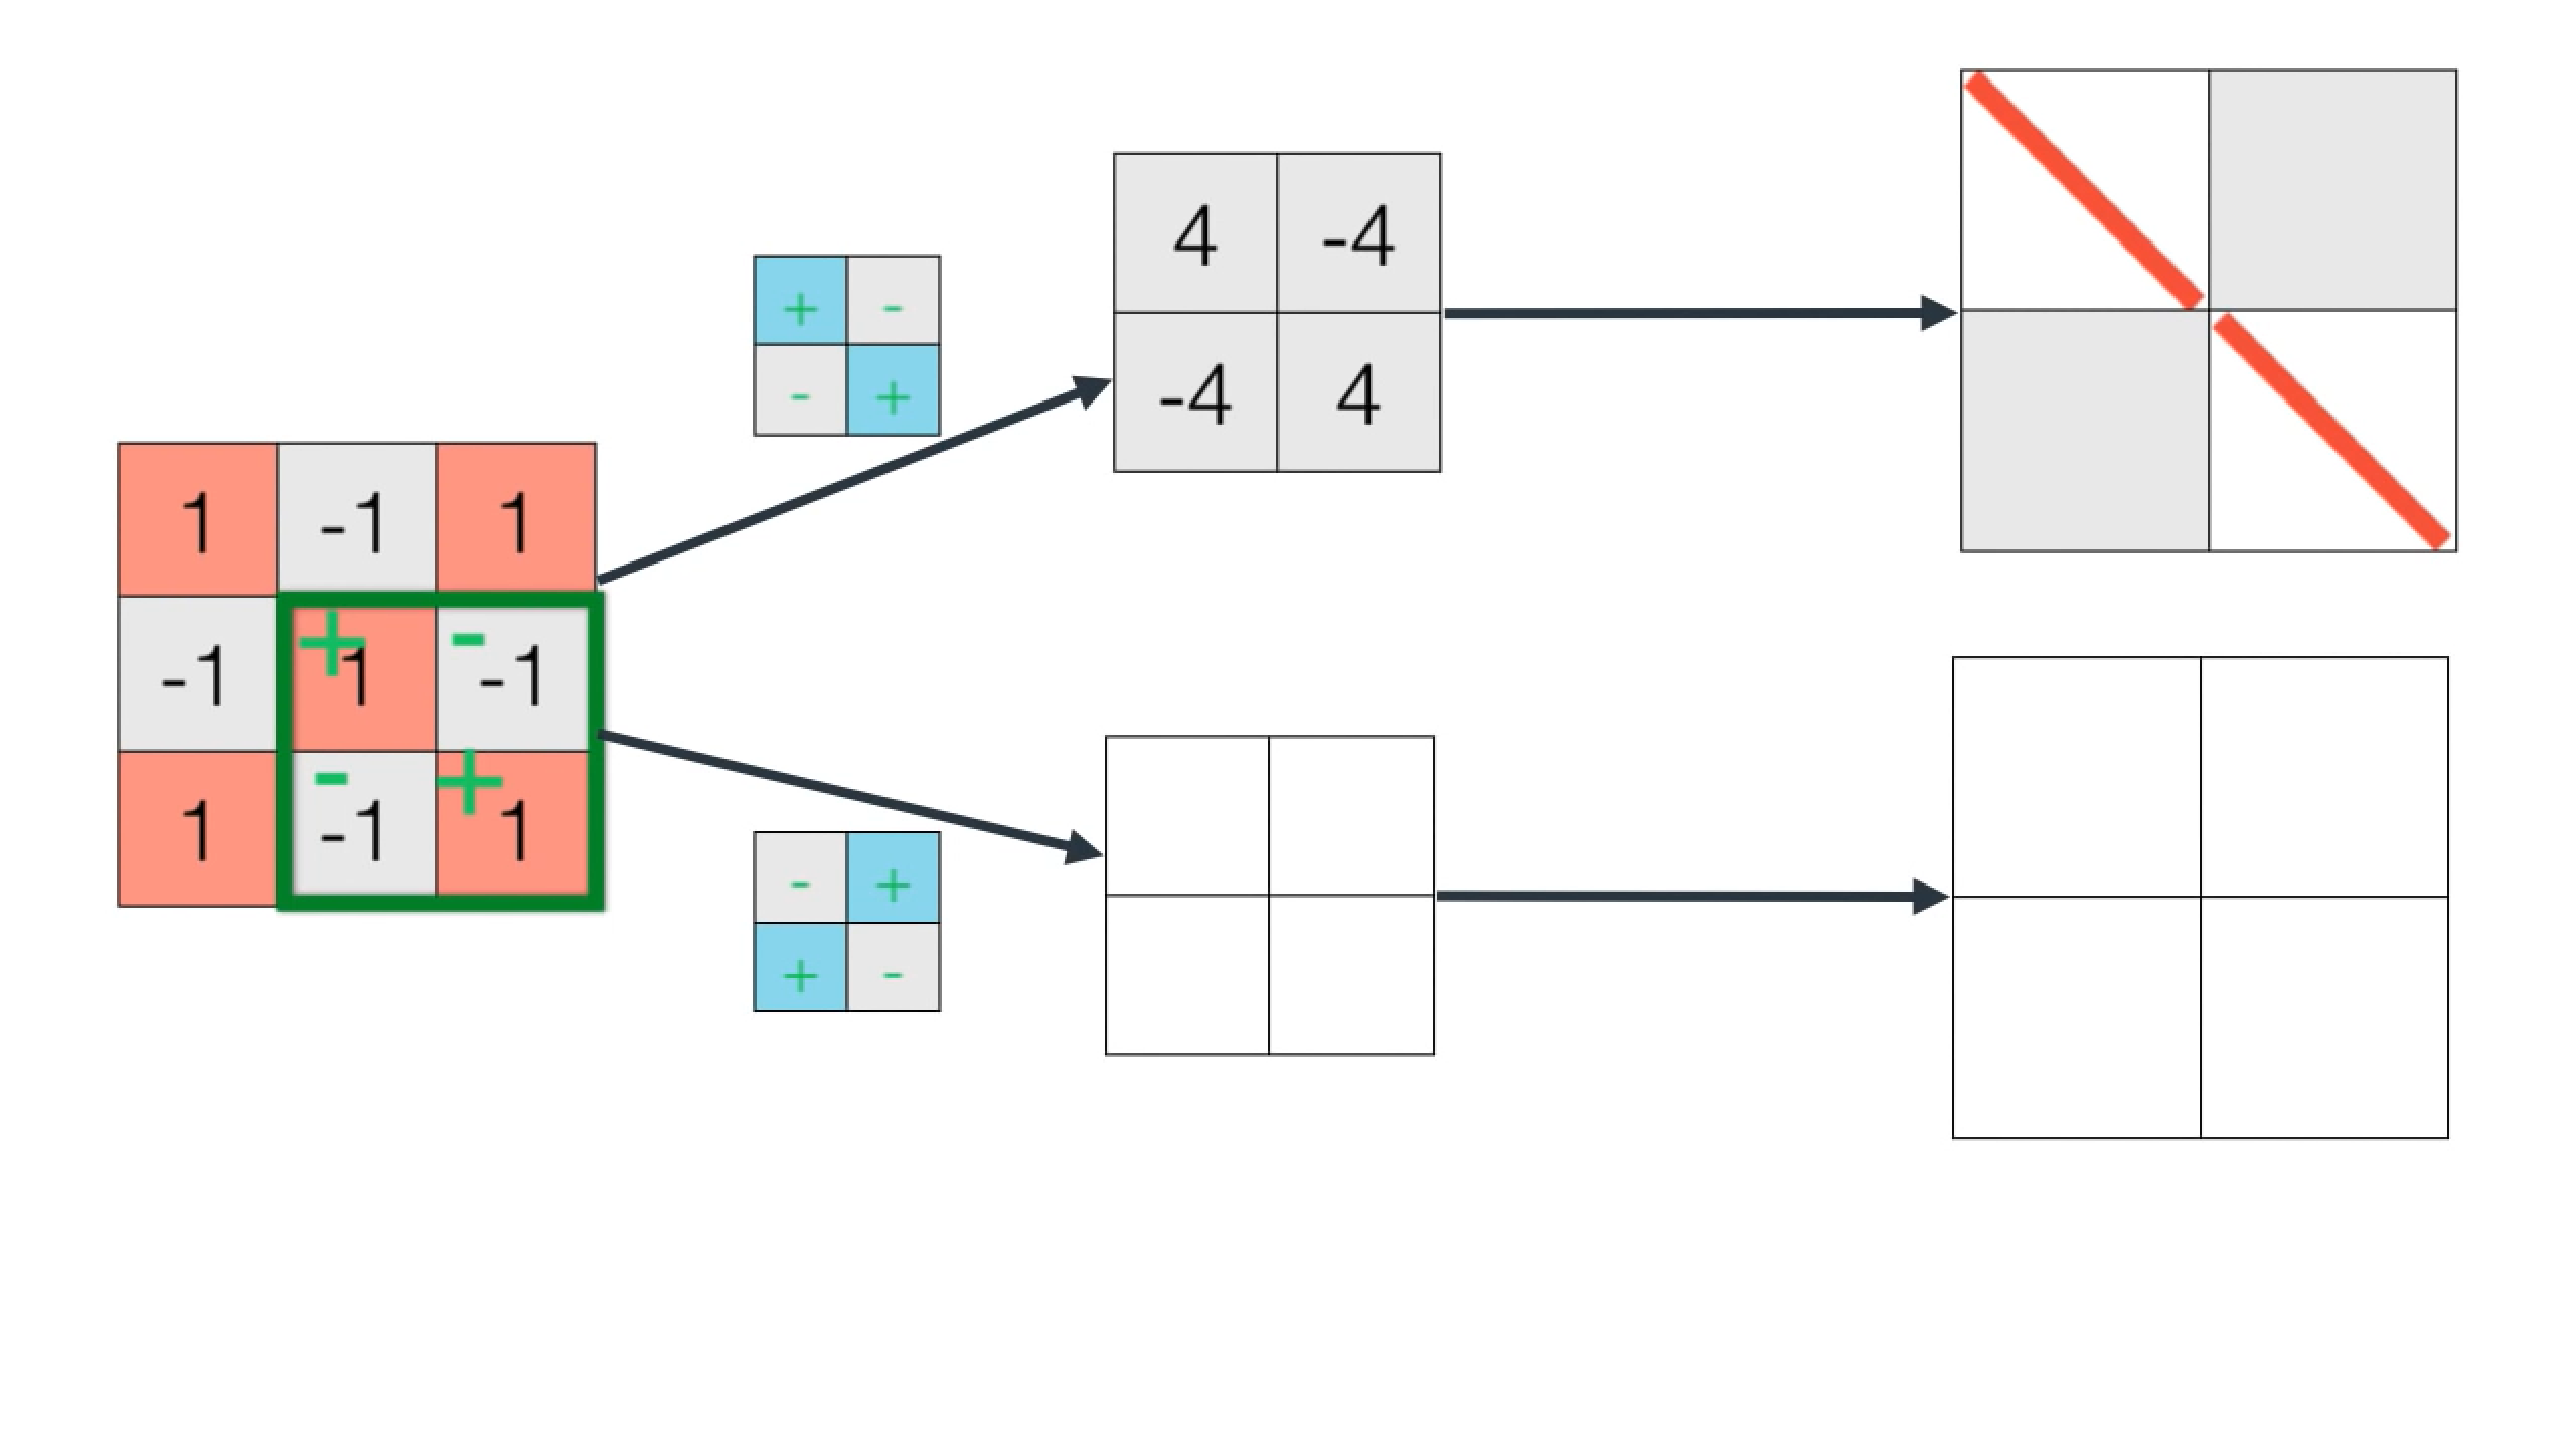 + -
- +
4 -4
-4 4
1 -1 1
-1 + 1 - -1
1 - -1 + 1
- +
+ -